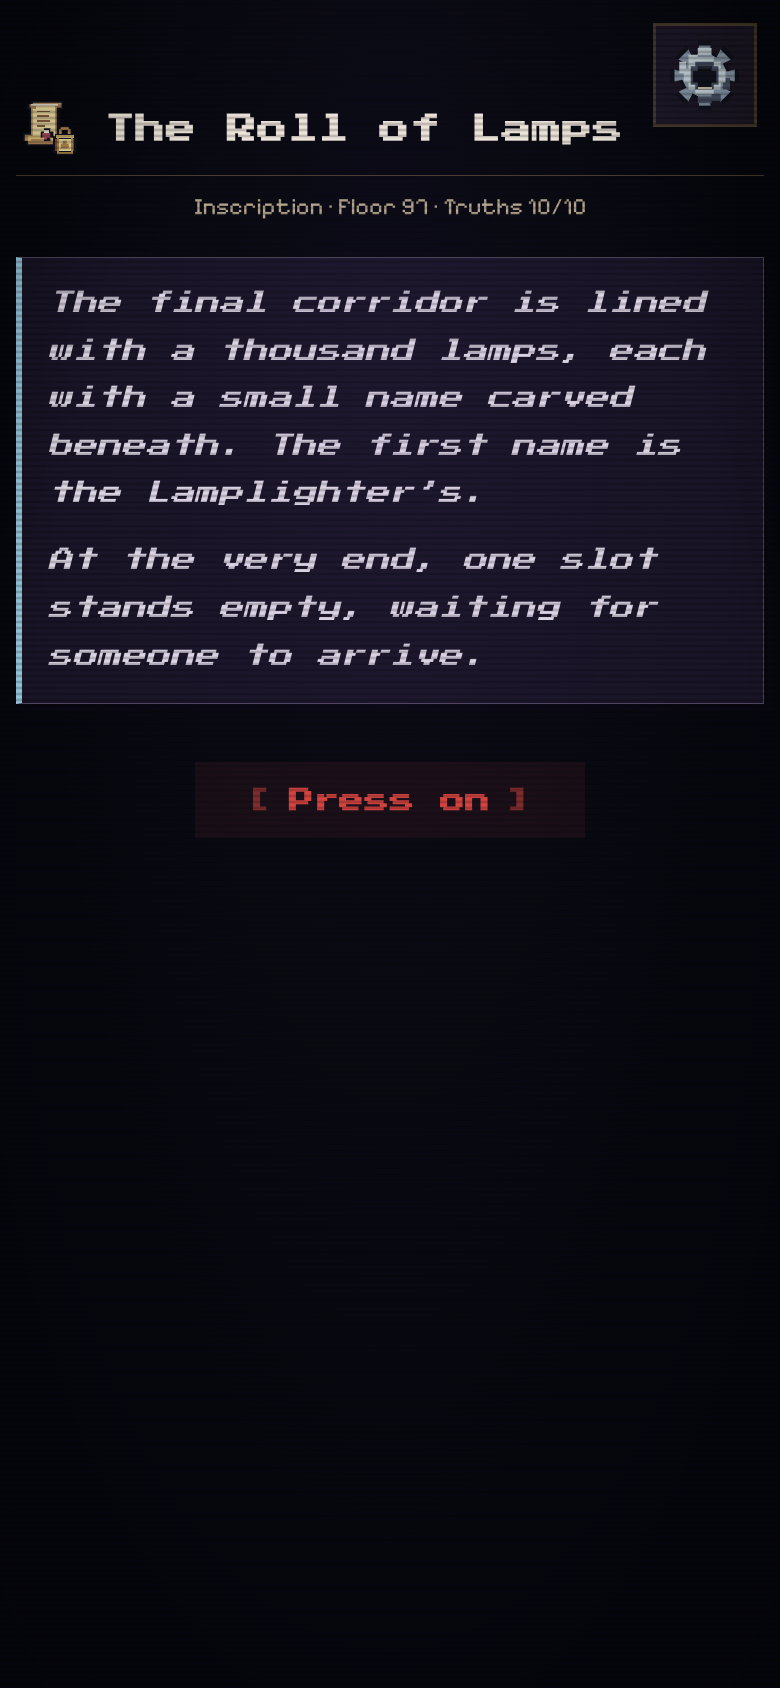 The Roll of Lamps
Inscription · Floor 97 · Truths 10/10
The final corridor is lined
with a thousand lamps, each
with a small name carved
beneath. The first name is
the Lamplighter's.
At the very end, one slot
stands empty, waiting for
someone to arrive.
[ Press on ]